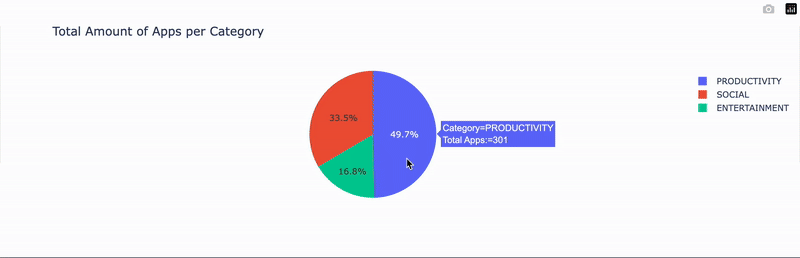 Total Amount of Apps per Category
PRODUCTIVITY
SOCIAL
ENTERTAINMENT
33.5%
49.7%
16.8%
Category=PRODUCTIVITY
Total Apps:=301